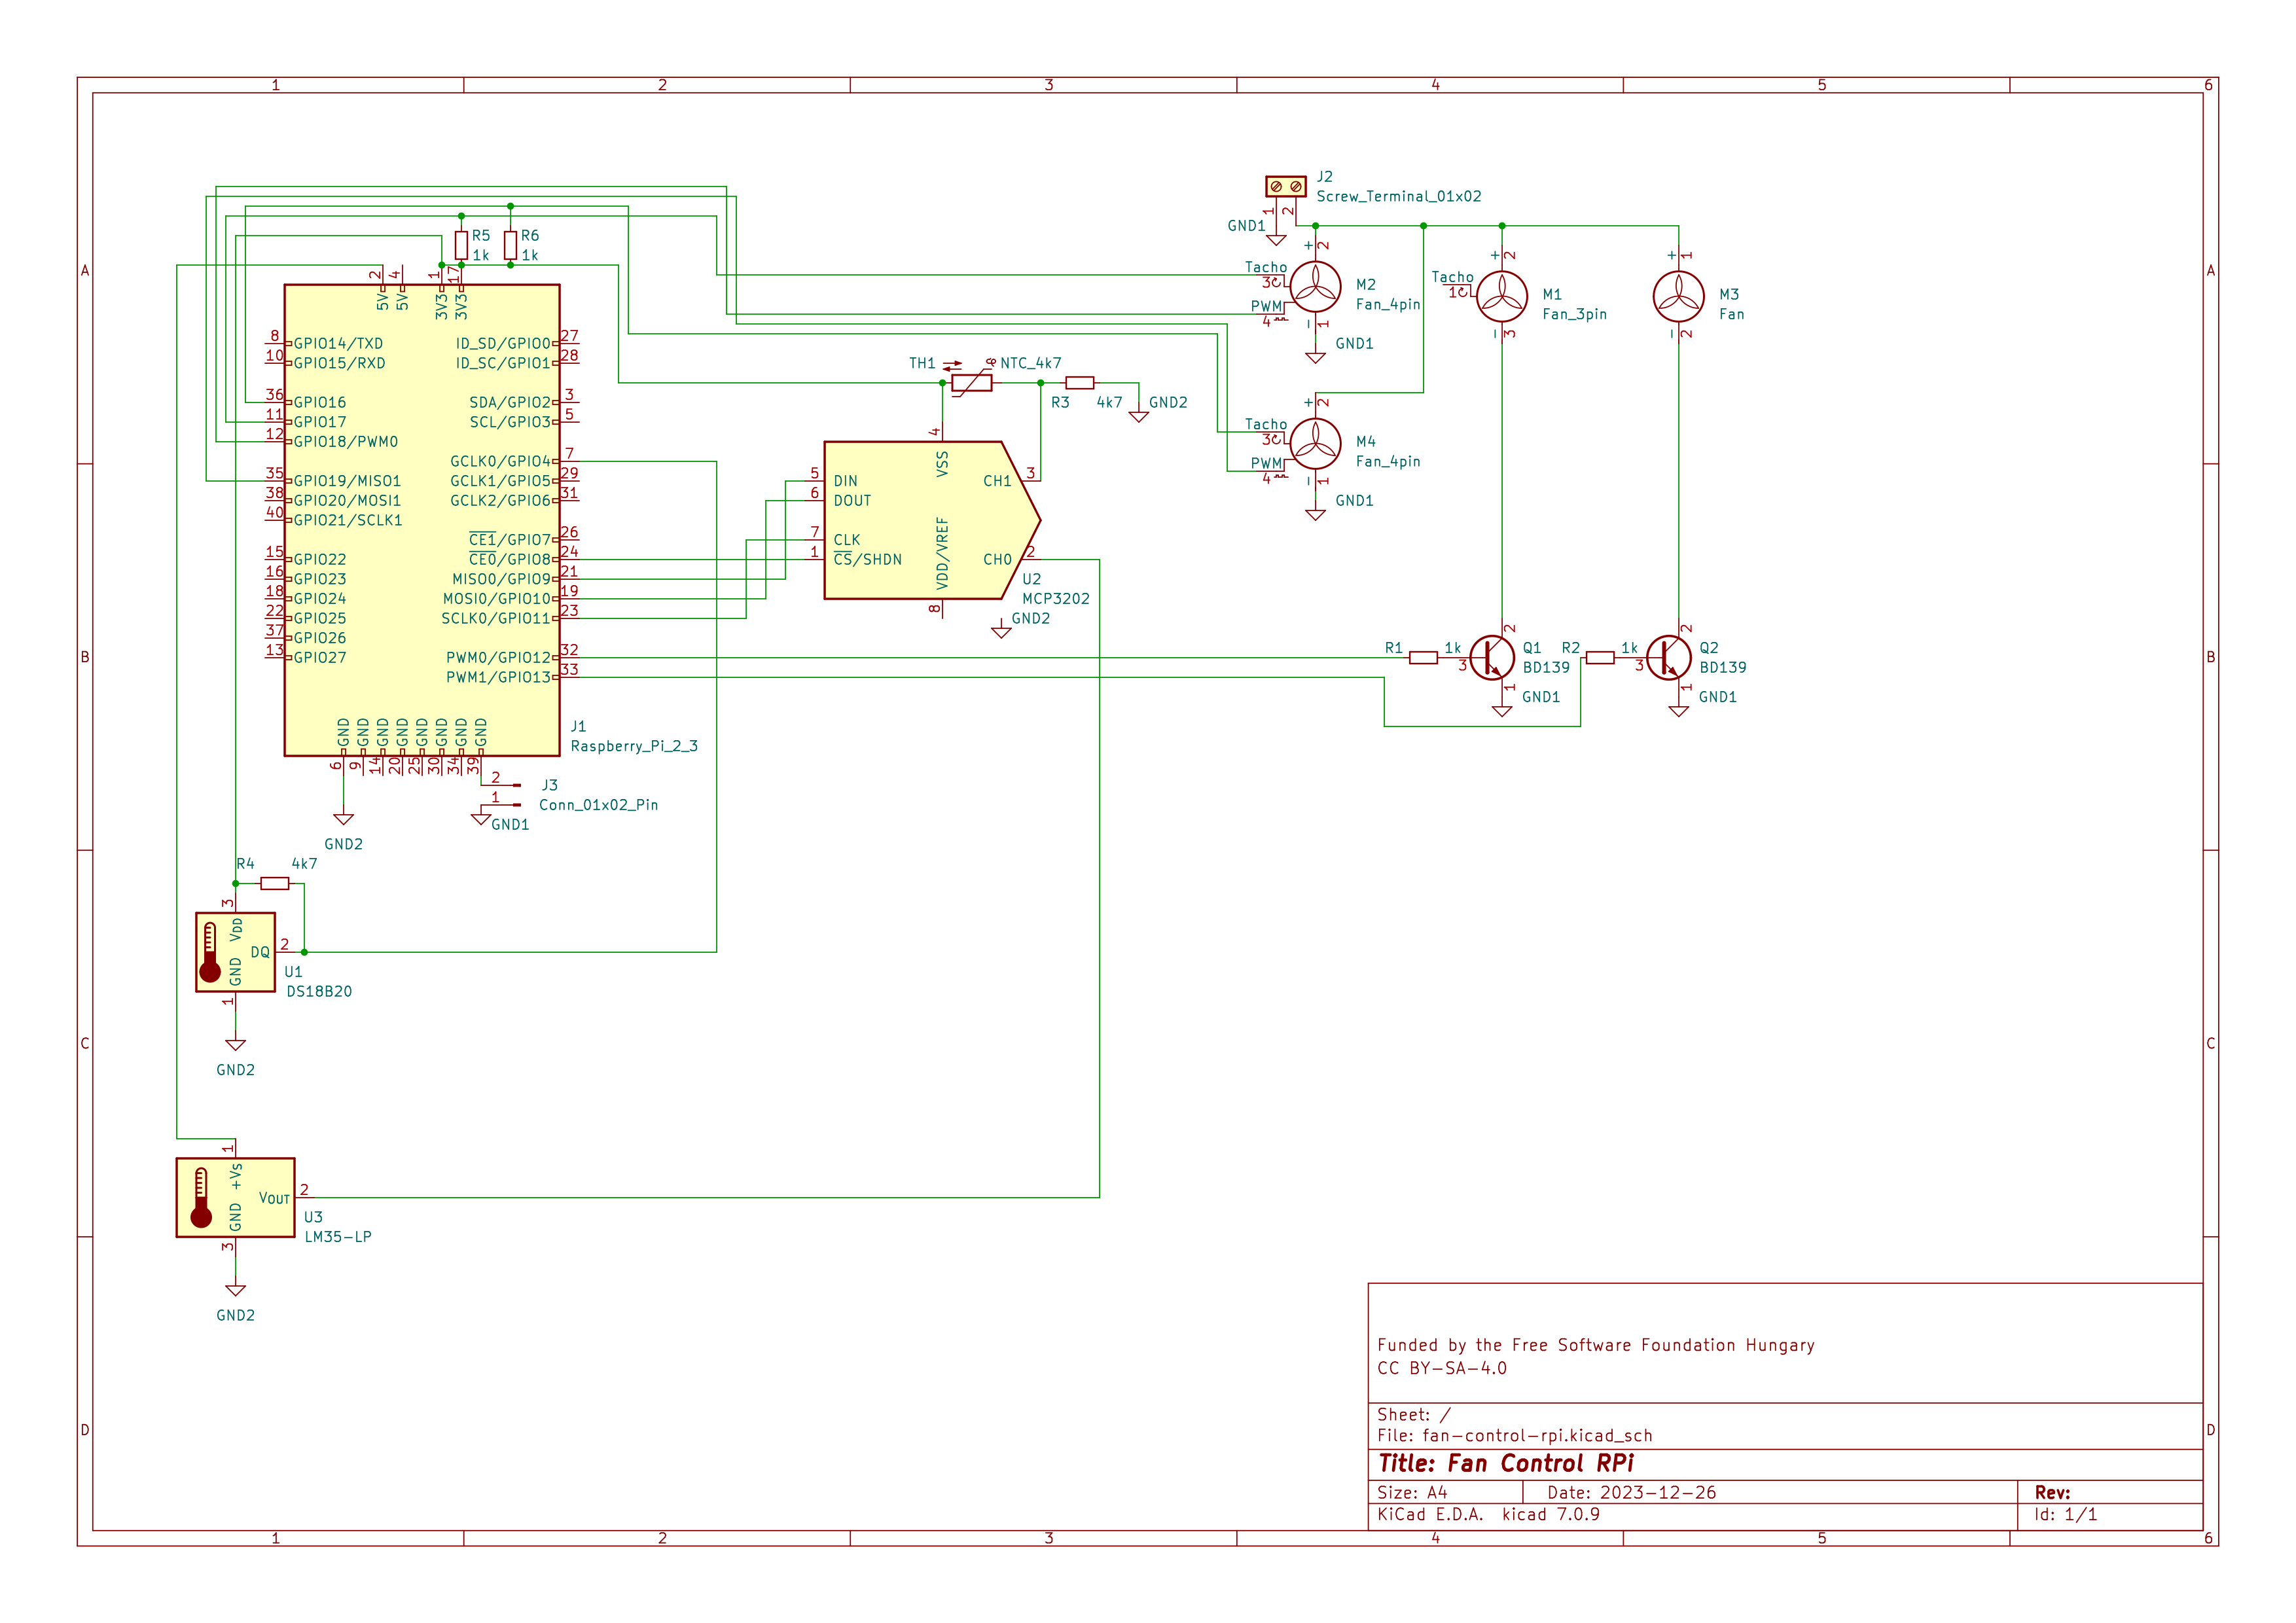 1 2 3 4 5 6
A A
B B
C C
D D
1 2 3 4 5 6
J2
Screw_Terminal_01x02
GND1 1 2
R5
1k
R6
1k
2 4 1 17
5V 5V 3V3 3V3
8 GPIO14/TXD
10 GPIO15/RXD
36 GPIO16
11 GPIO17
12 GPIO18/PWM0
35 GPIO19/MISO1
38 GPIO20/MOSI1
40 GPIO21/SCLK1
15 GPIO22
16 GPIO23
18 GPIO24
22 GPIO25
37 GPIO26
13 GPIO27
ID_SD/GPIO0 27
ID_SC/GPIO1 28
SDA/GPIO2 3
SCL/GPIO3 5
GCLK0/GPIO4 7
GCLK1/GPIO5 29
GCLK2/GPIO6 31
CE1/GPIO7 26
CE0/GPIO8 24
MISO0/GPIO9 21
MOSI0/GPIO10 19
SCLK0/GPIO11 23
PWM0/GPIO12 32
PWM1/GPIO13 33
GND GND GND GND GND GND GND GND
6 9 14 20 25 30 34 39
J1
Raspberry_Pi_2_3
GND2
2
1
J3
Conn_01x02_Pin
GND1
TH1
NTC_4k7
R3 4k7
GND2
4
VSS
5 DIN
6 DOUT
7 CLK
1 CS/SHDN
CH1 3
CH0 2
VDD/VREF
8
U2
MCP3202
GND2
Tacho
3
PWM
4
+ 2
- 1
M2
Fan_4pin
GND1
Tacho
3
PWM
4
+ 2
- 1
M4
Fan_4pin
GND1
Tacho
1
+ 2
- 3
M1
Fan_3pin
+ 1
- 2
M3
Fan
R1 1k
3
2
1
Q1
BD139
GND1
R2 1k
3
2
1
Q2
BD139
GND1
R4 4k7
3
VDD
DQ 2
GND
1
U1
DS18B20
GND2
1
+Vs
VOUT 2
GND
3
U3
LM35-LP
GND2
Funded by the Free Software Foundation Hungary
CC BY-SA-4.0
Sheet: /
File: fan-control-rpi.kicad_sch
Title: Fan Control RPi
Size: A4 Date: 2023-12-26 Rev:
KiCad E.D.A. kicad 7.0.9 Id: 1/1